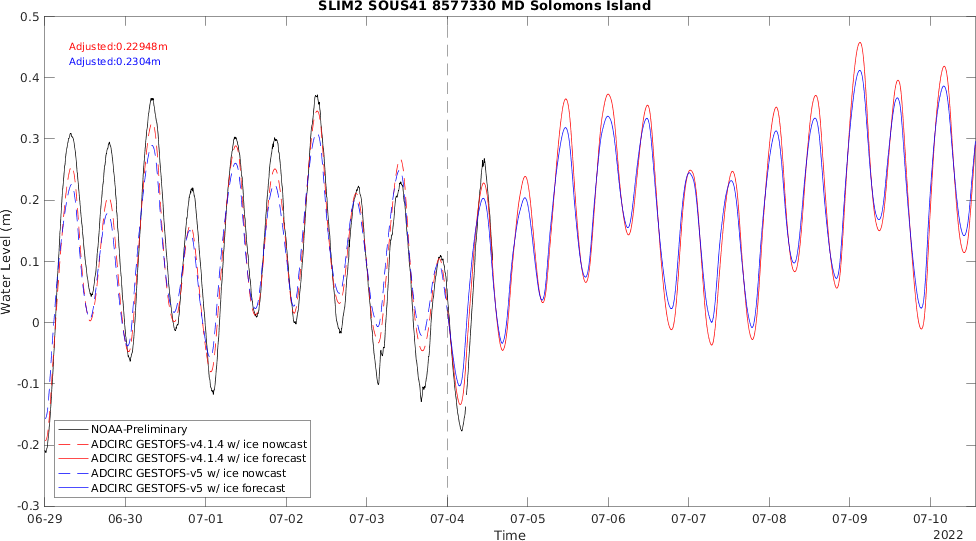 SLIM2 SOUS41 8577330 MD Solomons Island
Adjusted:0.22948m
Adjusted:0.2304m
0.5
0.4
0.3
0.2
0.1
0
-0.1
-0.2
-0.3
Water Level (m)
NOAA-Preliminary
ADCIRC GESTOFS-v4.1.4 w/ ice nowcast
ADCIRC GESTOFS-v4.1.4 w/ ice forecast
ADCIRC GESTOFS-v5 w/ ice nowcast
ADCIRC GESTOFS-v5 w/ ice forecast
06-29 06-30 07-01 07-02 07-03 07-04 07-05 07-06 07-07 07-08 07-09 07-10
Time
2022